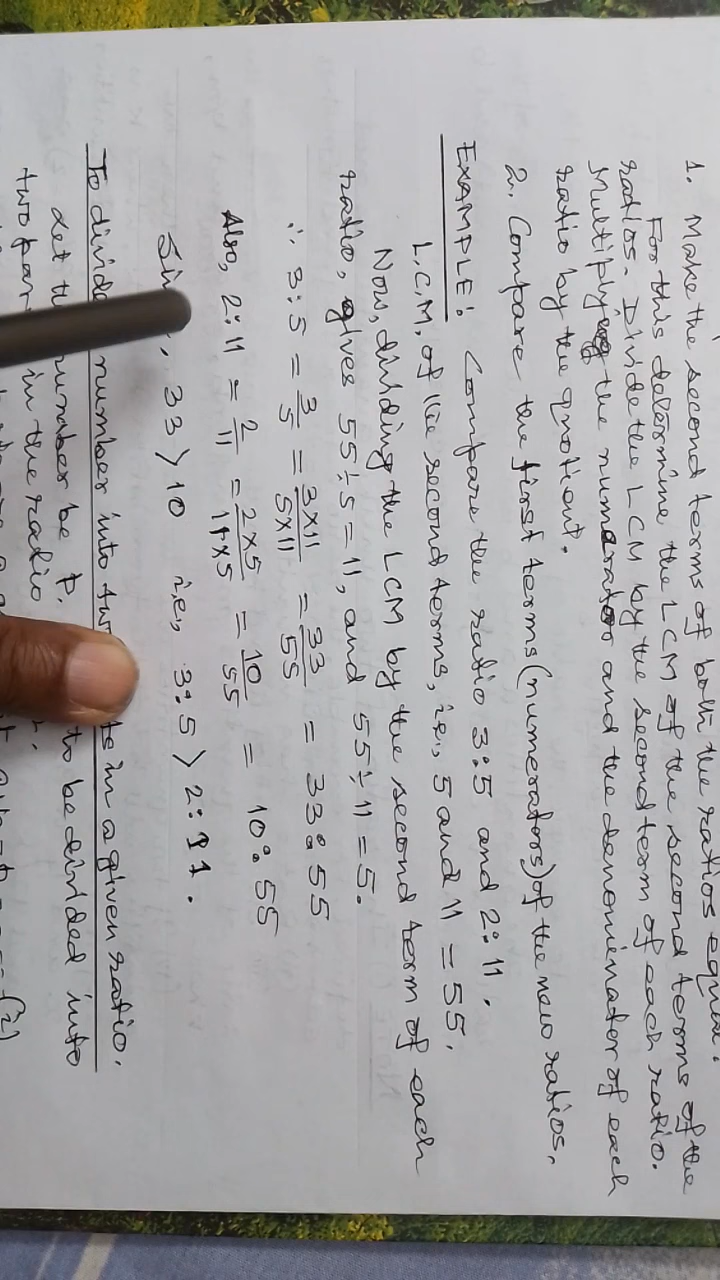 1. Make the second terms of both the ratios equal.
For this determine the LCM of the second terms of the
ratios. Divide the LCM by the second term of each ratio.
Multiply the numerator and the denominator of each
ratio by the quotient.
2. Compare the first terms (numerators) of the new ratios.
EXAMPLE: Compare the ratio 3:5 and 2:11.
L.C.M. of the second terms, i.e., 5 and 11 = 55.
Now, dividing the LCM by the second term of each
ratio, gives 55÷5=11, and 55÷11=5.
∴ 3:5 = 3/5 = 3×11/5×11 = 33/55 = 33:55
Also, 2:11 = 2/11 = 2×5/11×5 = 10/55 = 10:55
33>10 i.e., 3:5>2:11.
To divide number into in a given ratio.
Let number be P. to be divided into
two in the ratio
(2)